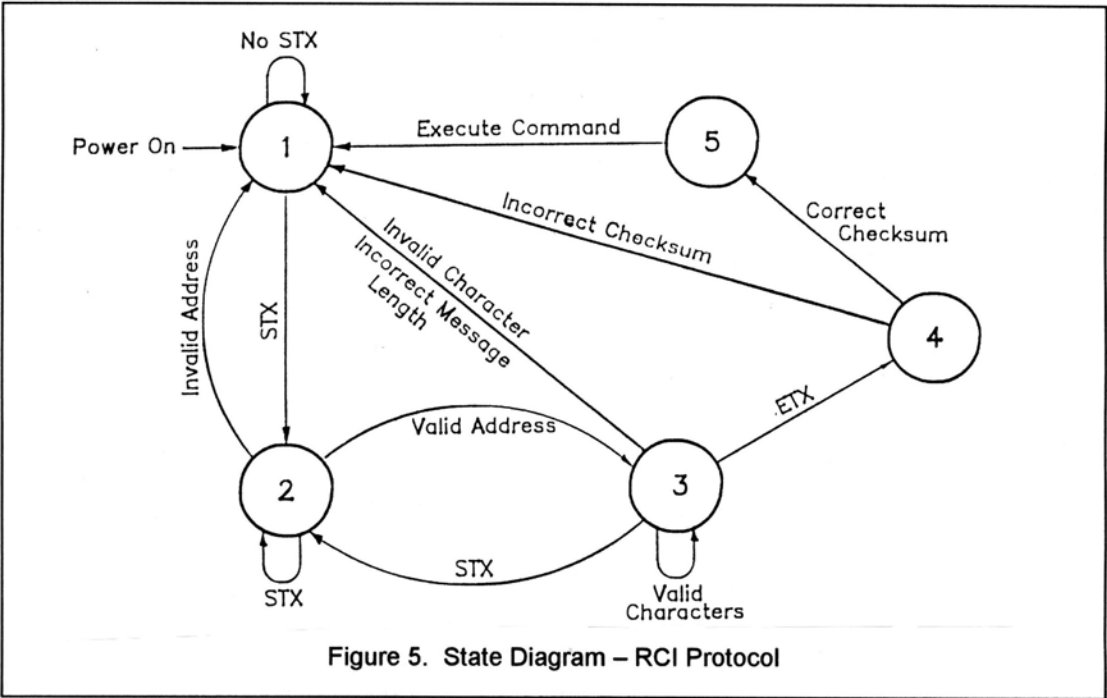 No STX
Power On
1
Execute Command
5
Incorrect Checksum
Correct
Checksum
Invalid Character
Incorrect Message
Length
Invalid Address
STX
4
ETX
Valid Address
2
3
STX
STX
Valid
Characters
Figure 5. State Diagram – RCI Protocol